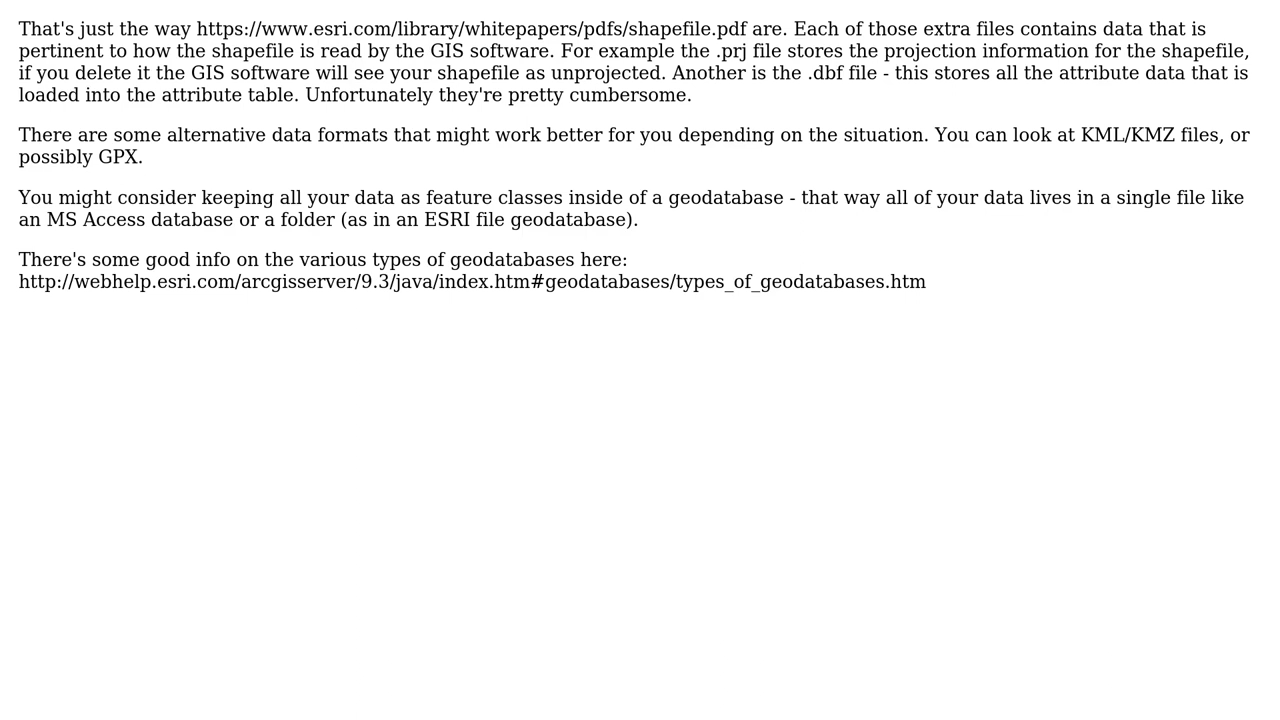 That's just the way https://www.esri.com/library/whitepapers/pdfs/shapefile.pdf are. Each of those extra files contains data that is
pertinent to how the shapefile is read by the GIS software. For example the .prj file stores the projection information for the shapefile,
if you delete it the GIS software will see your shapefile as unprojected. Another is the .dbf file - this stores all the attribute data that is
loaded into the attribute table. Unfortunately they're pretty cumbersome.
There are some alternative data formats that might work better for you depending on the situation. You can look at KML/KMZ files, or
possibly GPX.
You might consider keeping all your data as feature classes inside of a geodatabase - that way all of your data lives in a single file like
an MS Access database or a folder (as in an ESRI file geodatabase).
There's some good info on the various types of geodatabases here:
http://webhelp.esri.com/arcgisserver/9.3/java/index.htm#geodatabases/types_of_geodatabases.htm